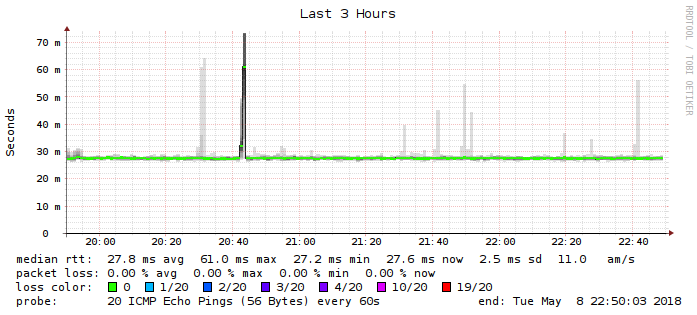 Last 3 Hours
RRDTOOL / TOBI OETIKER
Seconds
70 m
60 m
50 m
40 m
30 m
20 m
10 m
0
20:00 20:20 20:40 21:00 21:20 21:40 22:00 22:20 22:40
median rtt: 27.8 ms avg 61.0 ms max 27.2 ms min 27.6 ms now 2.5 ms sd 11.0 am/s
packet loss: 0.00 % avg 0.00 % max 0.00 % min 0.00 % now
loss color: 0 1/20 2/20 3/20 4/20 10/20 19/20
probe: 20 ICMP Echo Pings (56 Bytes) every 60s end: Tue May 8 22:50:03 2018